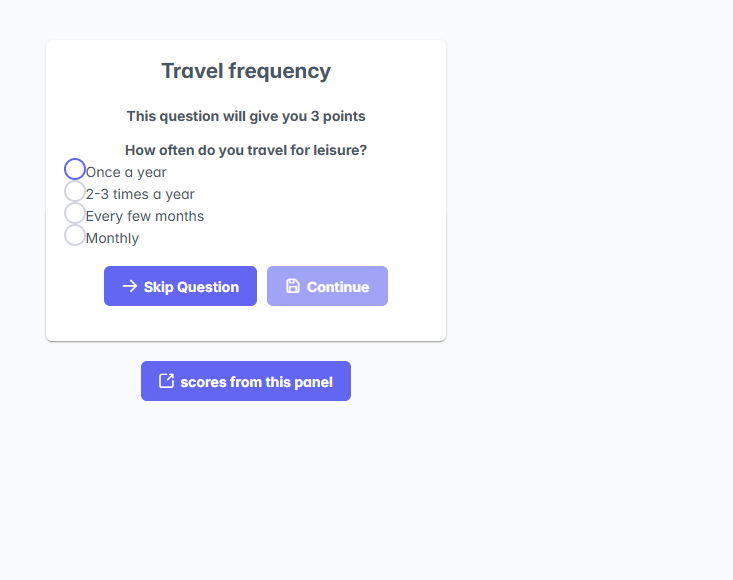 Travel frequency
This question will give you 3 points
How often do you travel for leisure?
Once a year
2-3 times a year
Every few months
Monthly
Skip Question Continue
scores from this panel